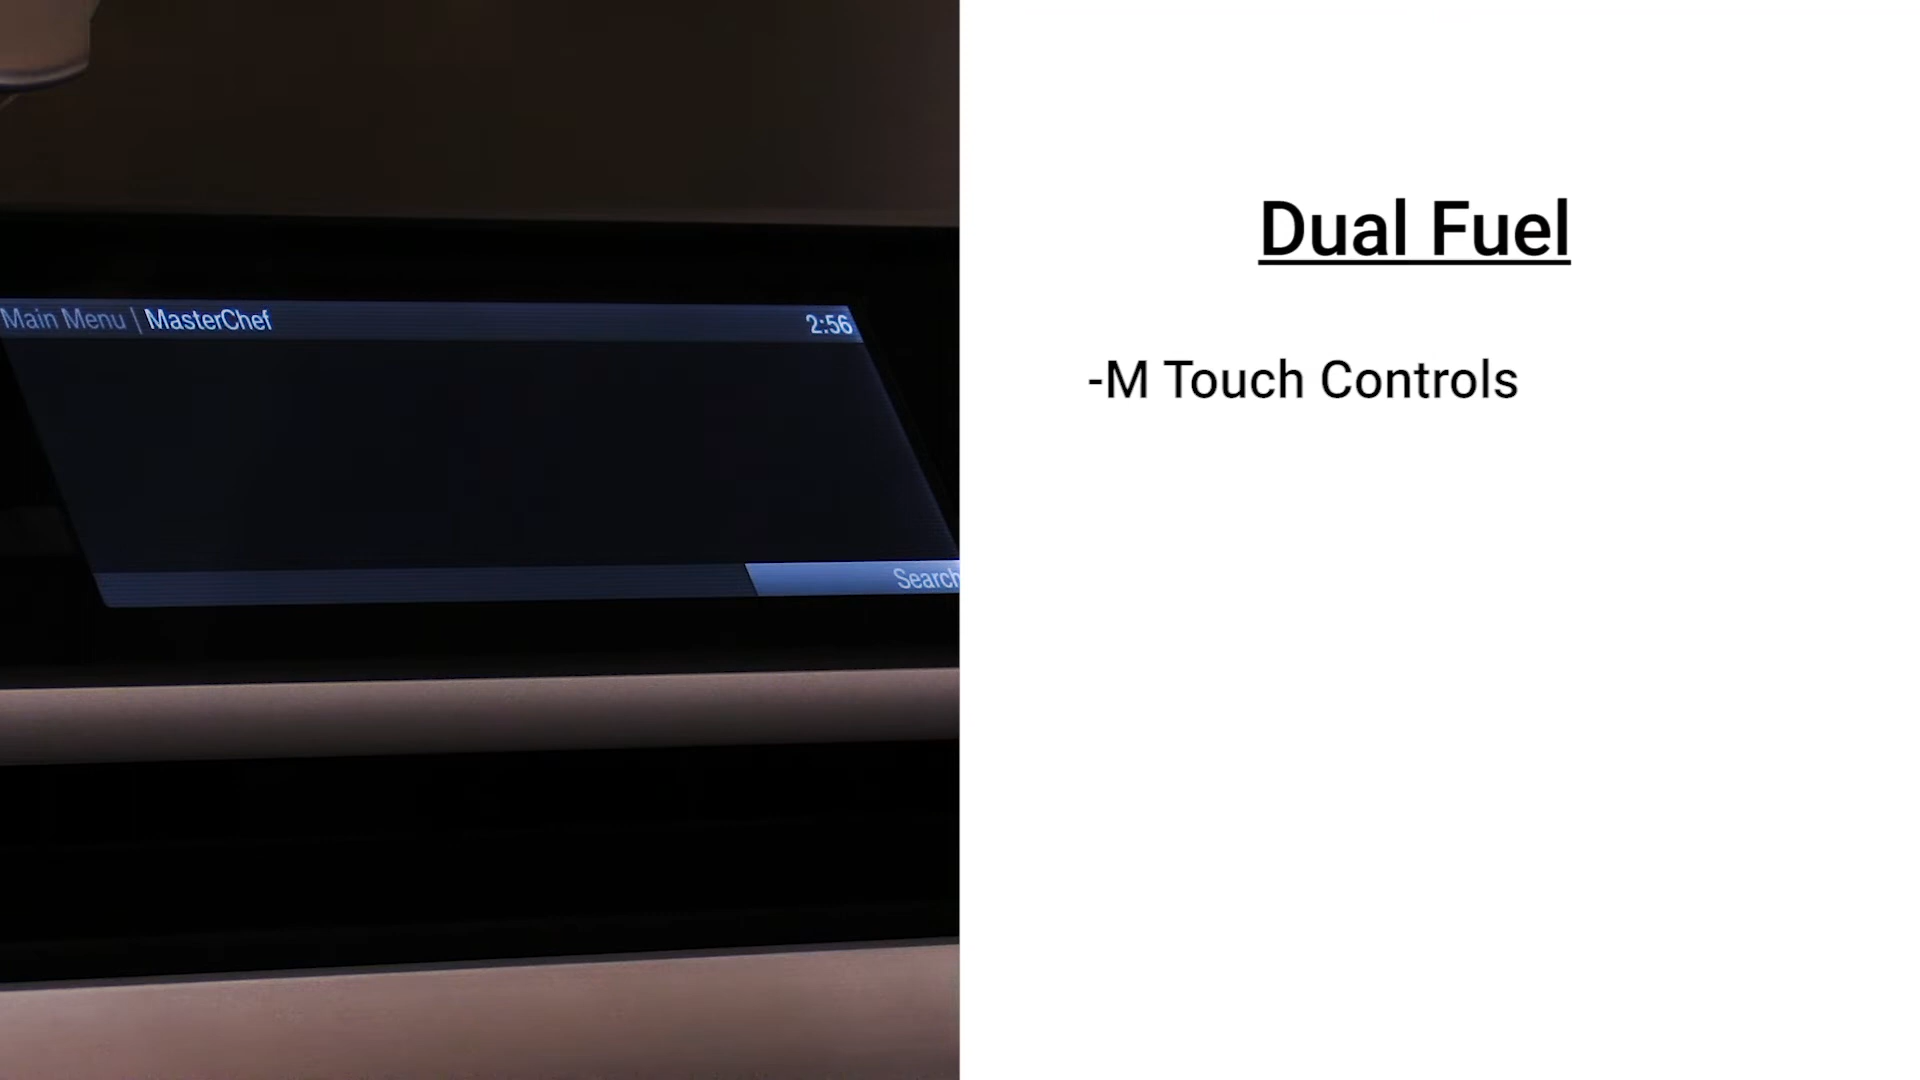 Main Menu | MasterChef 2:56
Search
Dual Fuel
-M Touch Controls